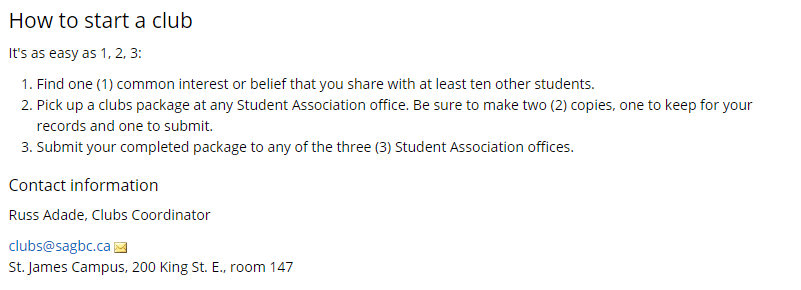 How to start a club
It's as easy as 1, 2, 3:
1. Find one (1) common interest or belief that you share with at least ten other students.
2. Pick up a clubs package at any Student Association office. Be sure to make two (2) copies, one to keep for your
records and one to submit.
3. Submit your completed package to any of the three (3) Student Association offices.
Contact information
Russ Adade, Clubs Coordinator
clubs@sagbc.ca
St. James Campus, 200 King St. E., room 147